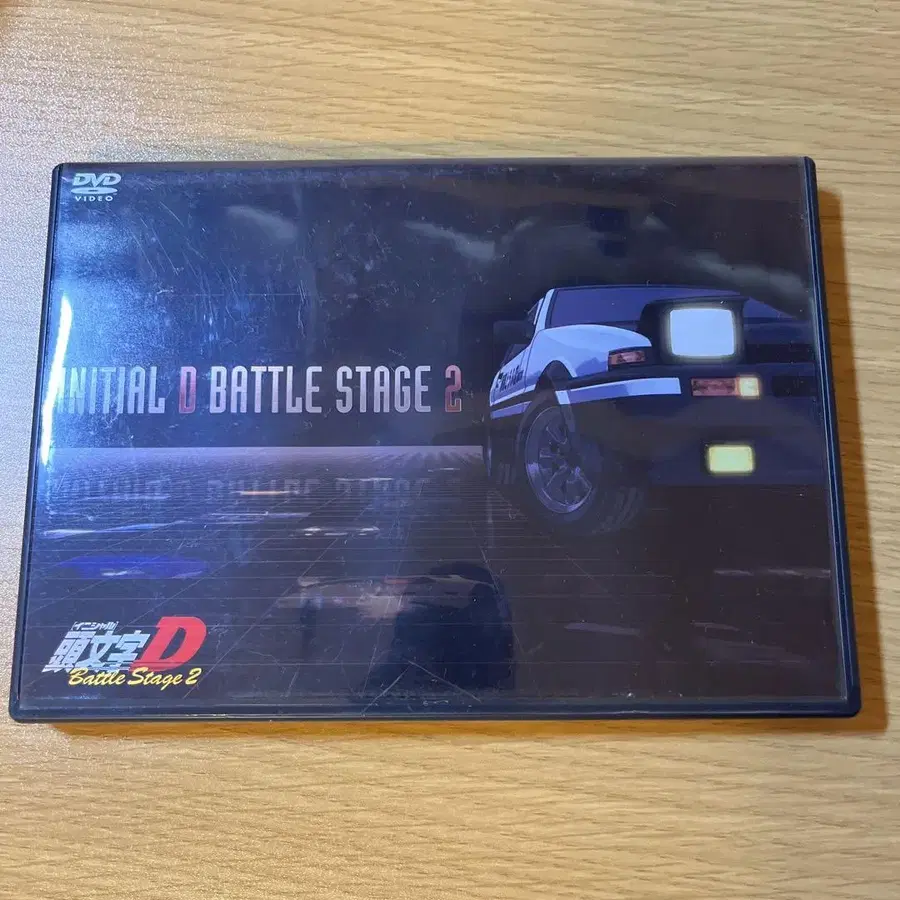 DVD
VIDEO
INITIAL D BATTLE STAGE 2
[イニシャル]
頭文字D
Battle Stage 2